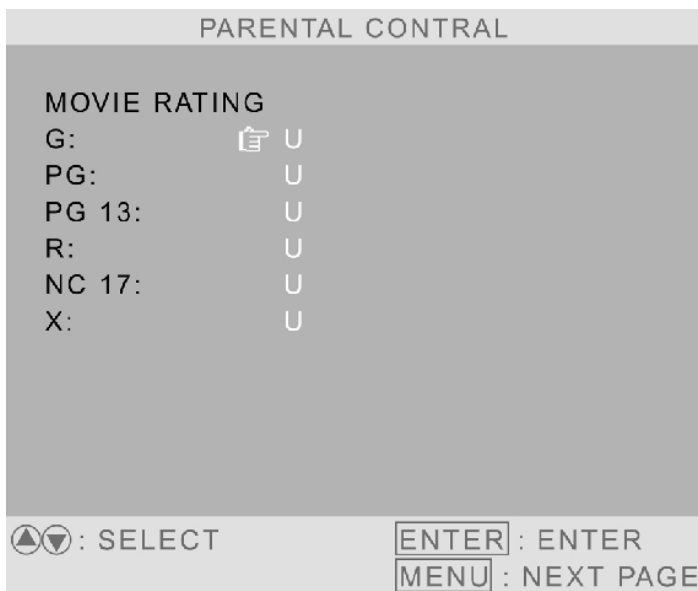 PARENTAL CONTRAL
MOVIE RATING
G: U
PG: U
PG 13: U
R: U
NC 17: U
X: U
: SELECT ENTER : ENTER
MENU : NEXT PAGE